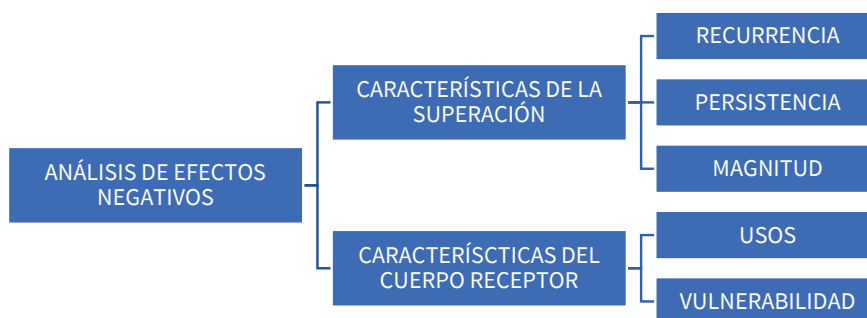 RECURRENCIA
CARACTERÍSTICAS DE LA
SUPERACIÓN
PERSISTENCIA
ANÁLISIS DE EFECTOS
NEGATIVOS
MAGNITUD
CARACTERÍSCTICAS DEL
CUERPO RECEPTOR
USOS
VULNERABILIDAD